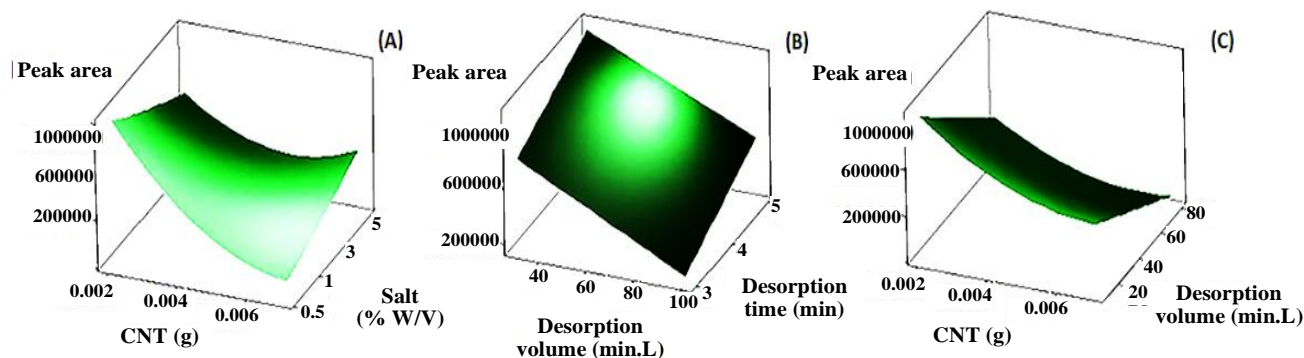 (A)
Peak area
1000000
600000
200000
0.002
0.004
0.006
CNT (g)
0.5
1
3
5
Salt
(% W/V)
(B)
Peak area
1000000
600000
200000
40
60
80
100
Desorption
volume (min.L)
3
4
5
Desorption
time (min)
(C)
Peak area
1000000
600000
200000
0.002
0.004
0.006
CNT (g)
20
40
60
80
Desorption
volume (min.L)